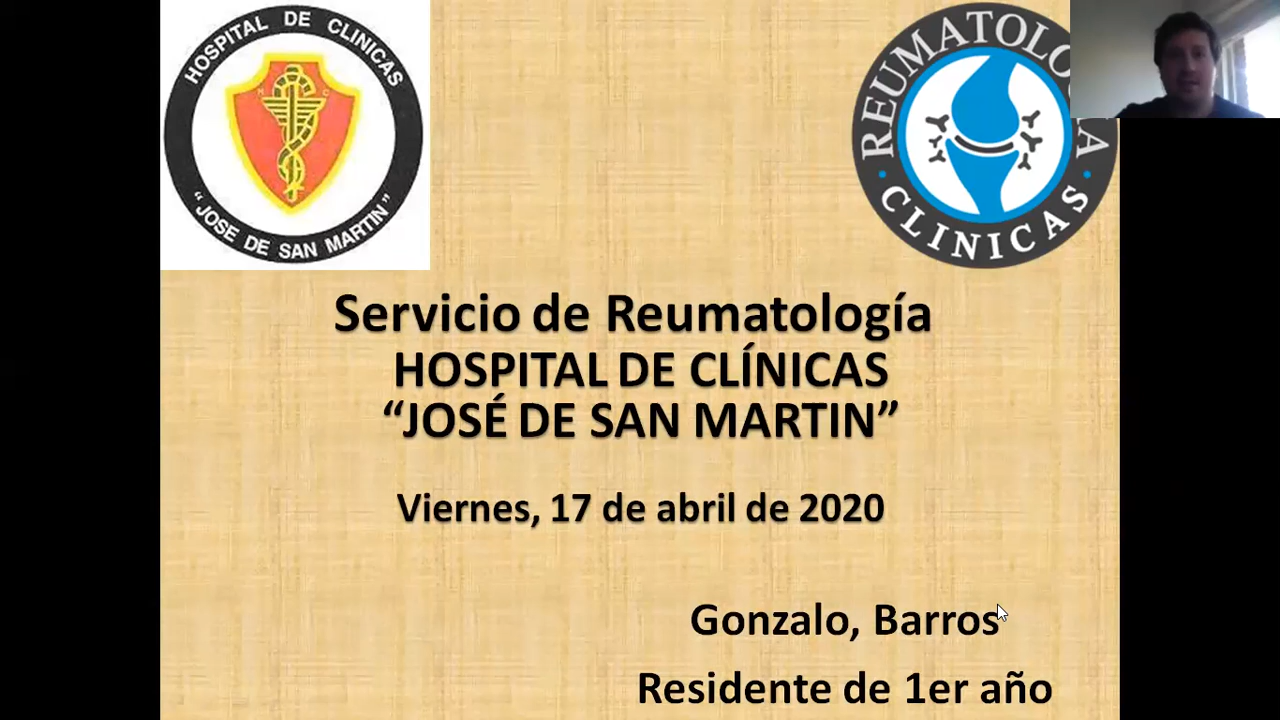 HOSPITAL DE CLINICAS
H C
"JOSE DE SAN MARTIN"
CLINICAS
Servicio de Reumatología
HOSPITAL DE CLÍNICAS
“JOSÉ DE SAN MARTIN”
Viernes, 17 de abril de 2020
Gonzalo, Barros
Residente de 1er año